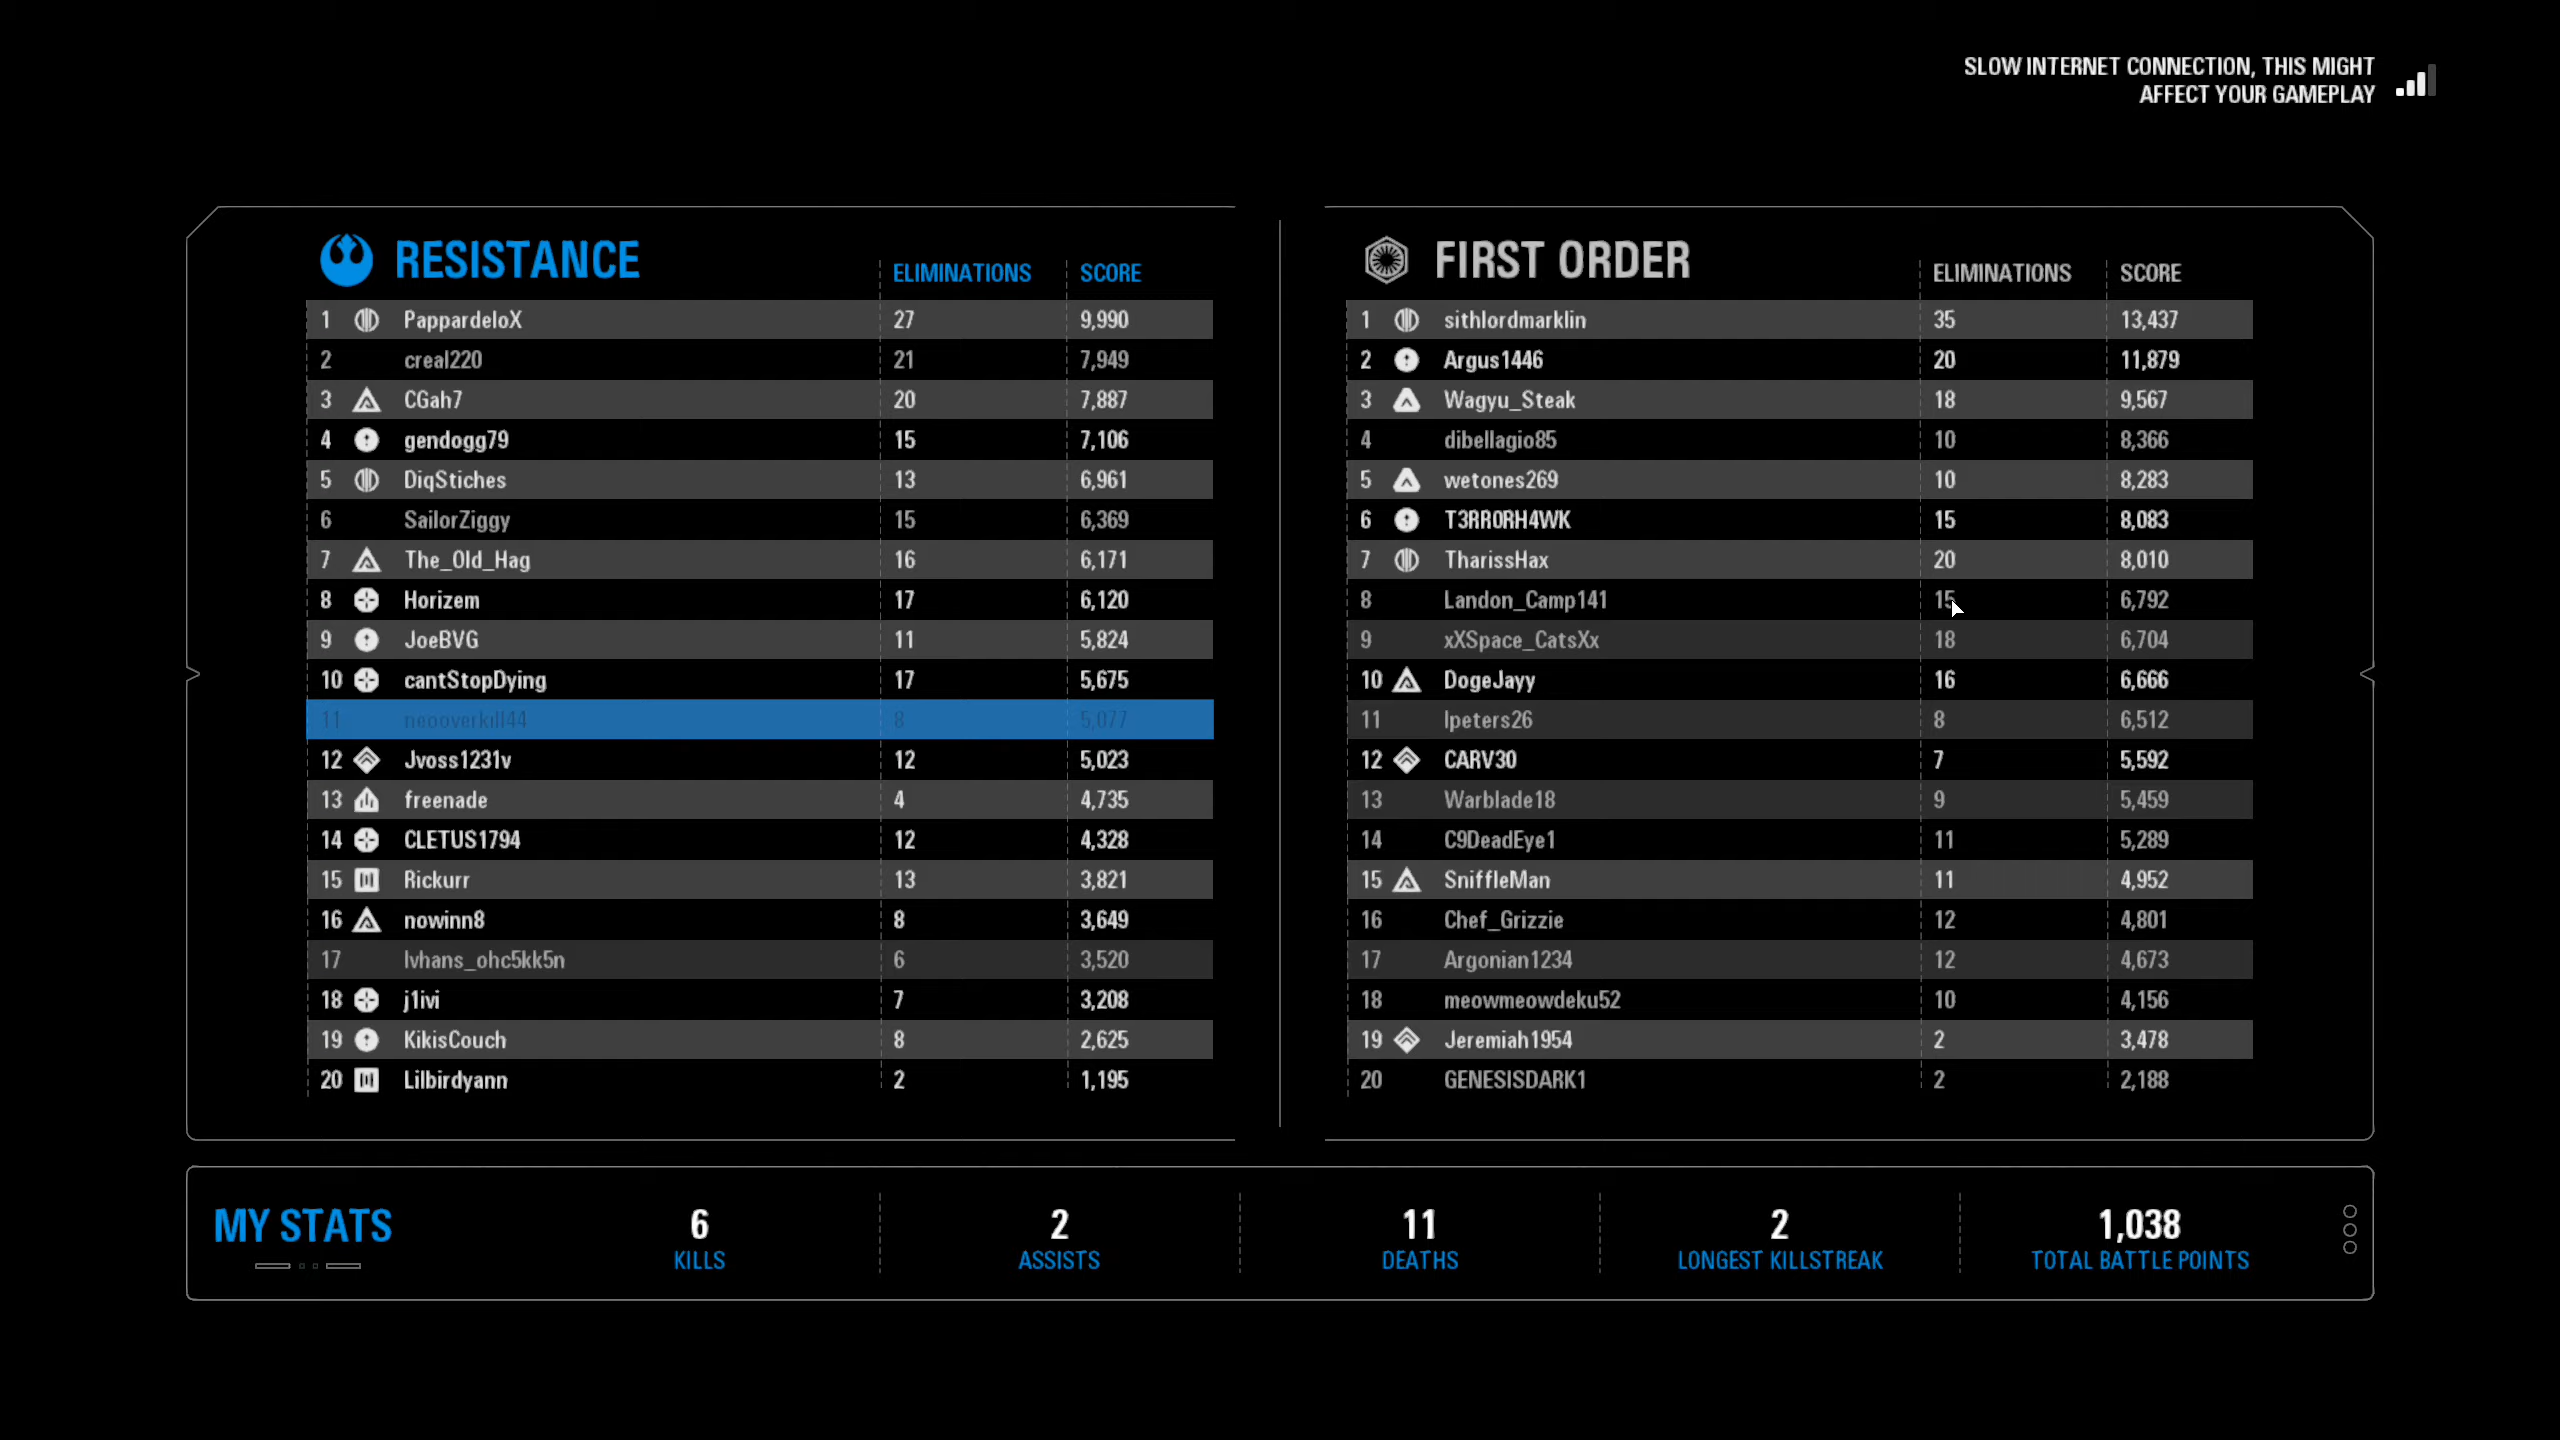 SLOW INTERNET CONNECTION, THIS MIGHT
AFFECT YOUR GAMEPLAY
RESISTANCE ELIMINATIONS SCORE
1 PappardeloX 27 9,990
2 creal220 21 7,949
3 CGah7 20 7,887
4 gendogg79 15 7,106
5 DiqStiches 13 6,961
6 SailorZiggy 15 6,369
7 The_Old_Hag 16 6,171
8 Horizem 17 6,120
9 JoeBVG 11 5,824
10 cantStopDying 17 5,675
11 neooverkill44 8 5,077
12 Jvoss1231v 12 5,023
13 freenade 4 4,735
14 CLETUS1794 12 4,328
15 Rickurr 13 3,821
16 nowinn8 8 3,649
17 lvhans_ohc5kk5n 6 3,520
18 j1ivi 7 3,208
19 KikisCouch 8 2,625
20 Lilbirdyann 2 1,195
FIRST ORDER ELIMINATIONS SCORE
1 sithlordmarklin 35 13,437
2 Argus1446 20 11,879
3 Wagyu_Steak 18 9,567
4 dibellagio85 10 8,366
5 wetones269 10 8,283
6 T3RR0RH4WK 15 8,083
7 TharissHax 20 8,010
8 Landon_Camp141 15 6,792
9 xXSpace_CatsXx 18 6,704
10 DogeJayy 16 6,666
11 lpeters26 8 6,512
12 CARV30 7 5,592
13 Warblade18 9 5,459
14 C9DeadEye1 11 5,289
15 SniffleMan 11 4,952
16 Chef_Grizzie 12 4,801
17 Argonian1234 12 4,673
18 meowmeowdeku52 10 4,156
19 Jeremiah1954 2 3,478
20 GENESISDARK1 2 2,188
MY STATS
6
KILLS
2
ASSISTS
11
DEATHS
2
LONGEST KILLSTREAK
1,038
TOTAL BATTLE POINTS